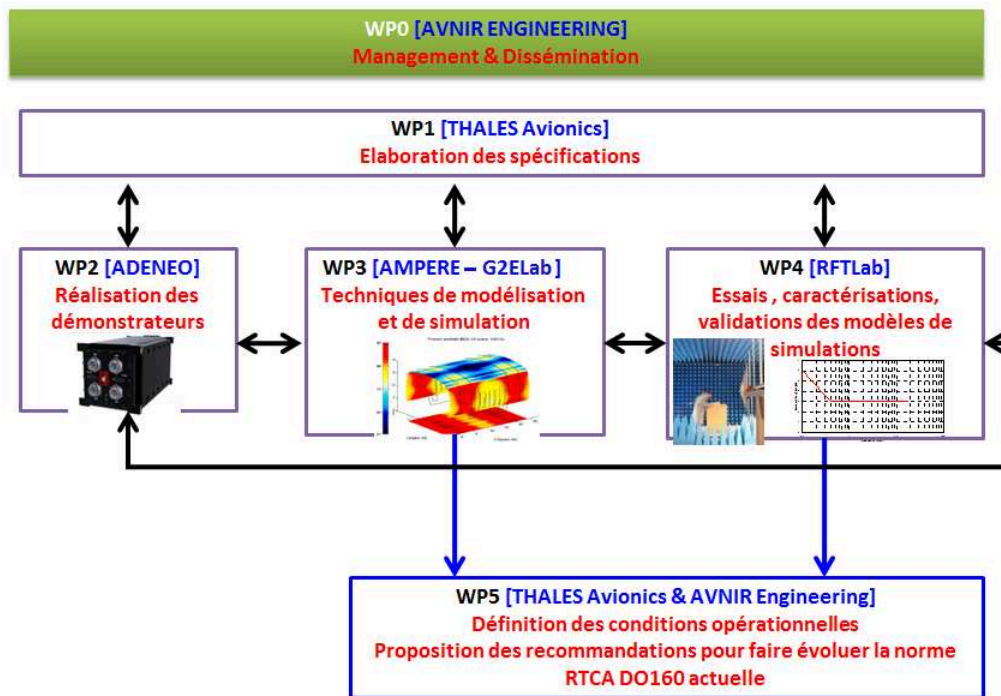 WP0 [AVNIR ENGINEERING]
Management & Dissémination
WP1 [THALES Avionics]
Elaboration des spécifications
WP2 [ADENEO]
Réalisation des
démonstrateurs
WP3 [AMPERE – G2ELab]
Techniques de modélisation
et de simulation
WP4 [RFTLab]
Essais , caractérisations,
validations des modèles de
simulations
WP5 [THALES Avionics & AVNIR Engineering]
Définition des conditions opérationnelles
Proposition des recommandations pour faire évoluer la norme
RTCA DO160 actuelle